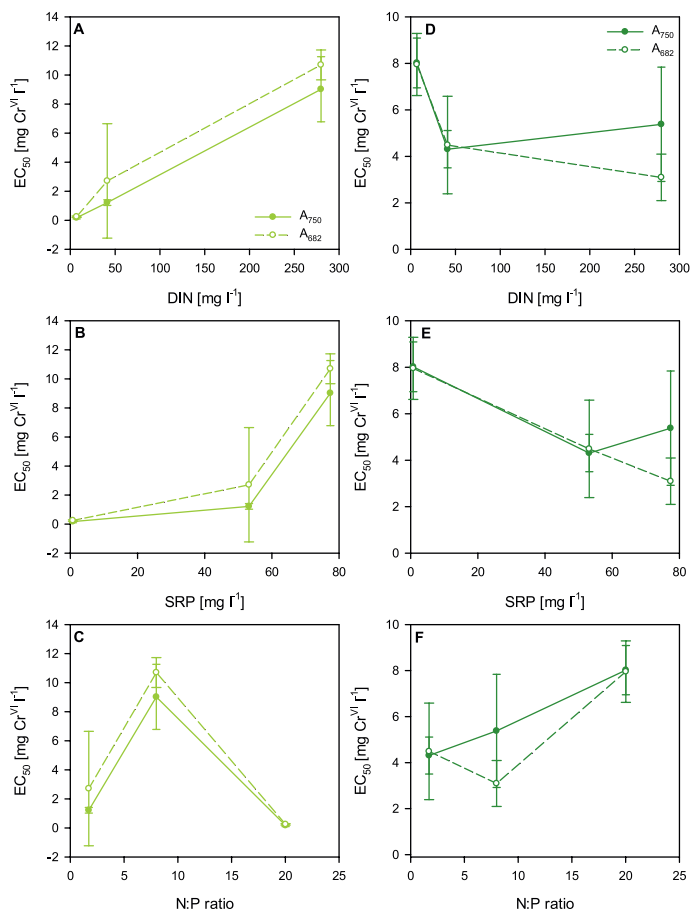 A
EC50 [mg CrVI l-1]
14
12
10
8
6
4
2
0
-2
A750
A682
0 50 100 150 200 250 300
DIN [mg l-1]
D
A750
A682
EC50 [mg CrVI l-1]
10
8
6
4
2
0
0 50 100 150 200 250 300
DIN [mg l-1]
B
EC50 [mg CrVI l-1]
14
12
10
8
6
4
2
0
-2
0 20 40 60 80
SRP [mg l-1]
E
EC50 [mg CrVI l-1]
10
8
6
4
2
0
0 20 40 60 80
SRP [mg l-1]
C
EC50 [mg CrVI l-1]
14
12
10
8
6
4
2
0
-2
0 5 10 15 20 25
N:P ratio
F
EC50 [mg CrVI l-1]
10
8
6
4
2
0
0 5 10 15 20 25
N:P ratio